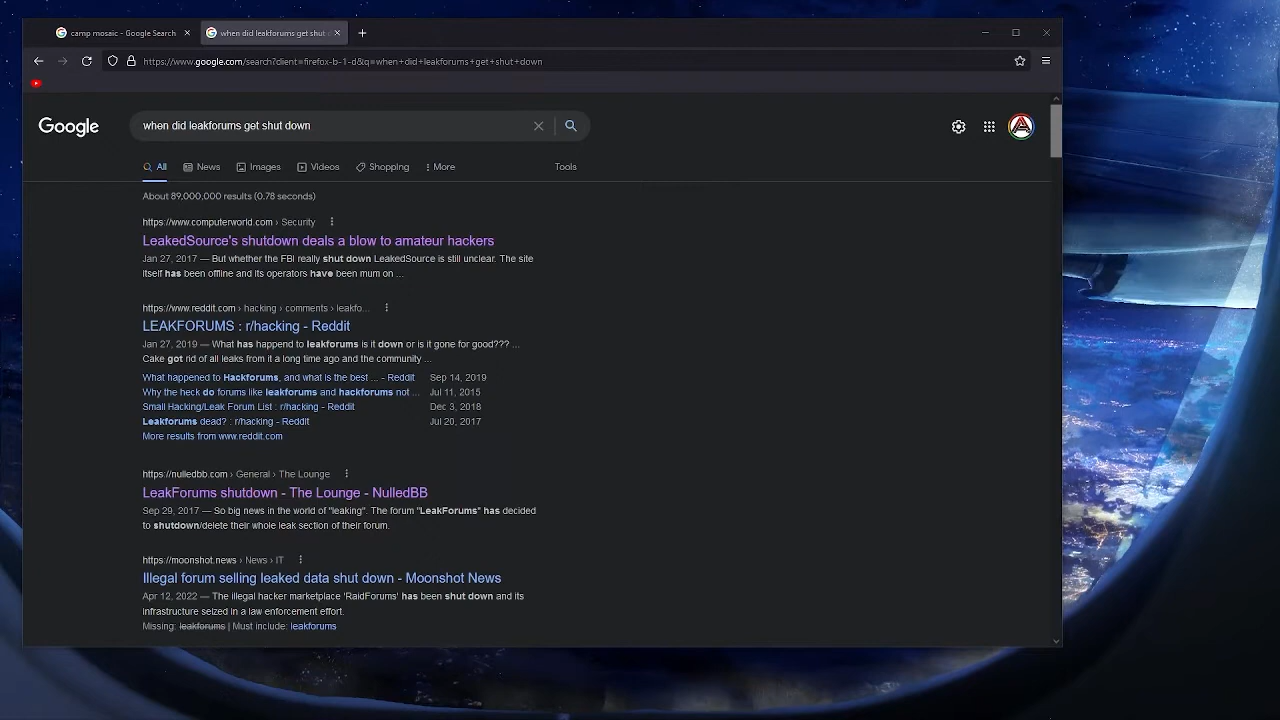 camp mosaic - Google Search
when did leakforums get shut d
https://www.google.com/search?client=firefox-b-1-d&q=when+did+leakforums+get+shut+down
Google
when did leakforums get shut down
All
News
Images
Videos
Shopping
More
Tools
About 89,000,000 results (0.78 seconds)
https://www.computerworld.com › Security
LeakedSource's shutdown deals a blow to amateur hackers
Jan 27, 2017 — But whether the FBI really shut down LeakedSource is still unclear. The site
itself has been offline and its operators have been mum on ...
https://www.reddit.com › hacking › comments › leakfo...
LEAKFORUMS : r/hacking - Reddit
Jan 27, 2019 — What has happend to leakforums is it down or is it gone for good??? ...
Cake got rid of all leaks from it a long time ago and the community ...
What happened to Hackforums, and what is the best ... - Reddit Sep 14, 2019
Why the heck do forums like leakforums and hackforums not ... Jul 11, 2015
Small Hacking/Leak Forum List : r/hacking - Reddit Dec 3, 2018
Leakforums dead? : r/hacking - Reddit Jul 20, 2017
More results from www.reddit.com
https://nulledbb.com › General › The Lounge
LeakForums shutdown - The Lounge - NulledBB
Sep 29, 2017 — So big news in the world of "leaking". The forum "LeakForums" has decided
to shutdown/delete their whole leak section of their forum.
https://moonshot.news › News › IT
Illegal forum selling leaked data shut down - Moonshot News
Apr 12, 2022 — The illegal hacker marketplace 'RaidForums' has been shut down and its
infrastructure seized in a law enforcement effort.
Missing: leakforums | Must include: leakforums